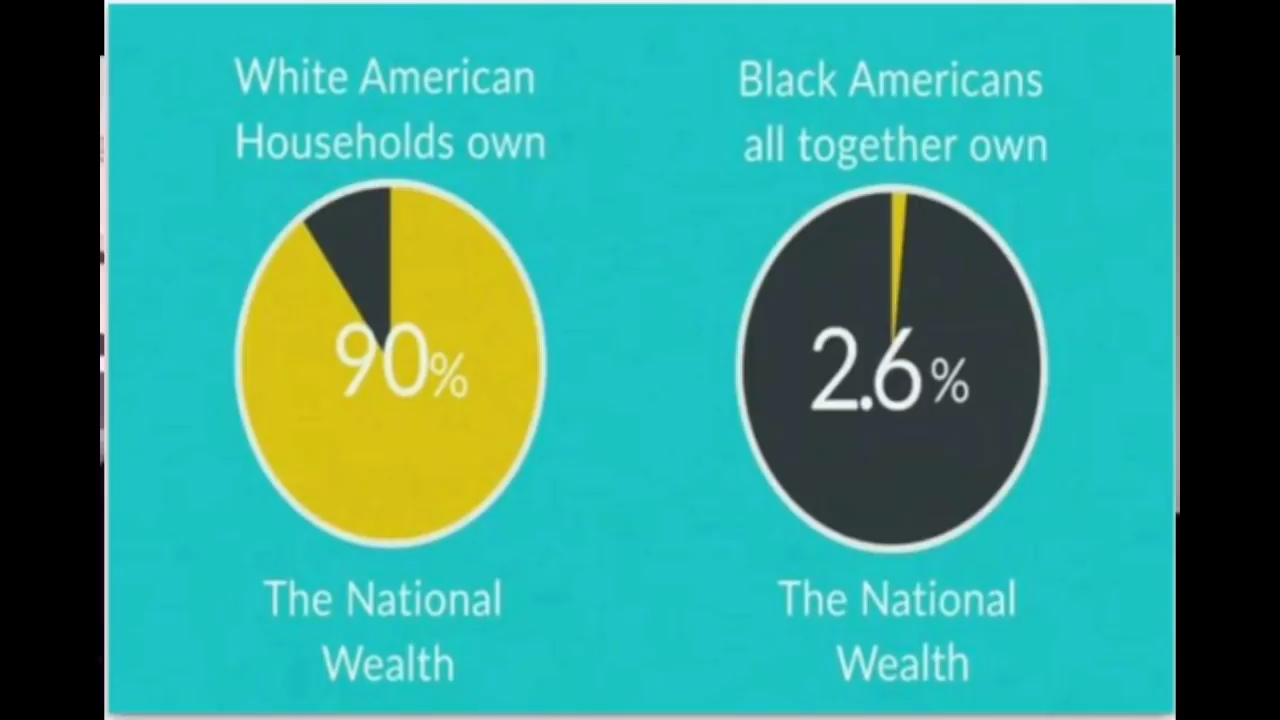 White American
Households own
90%
The National
Wealth
Black Americans
all together own
2.6%
The National
Wealth